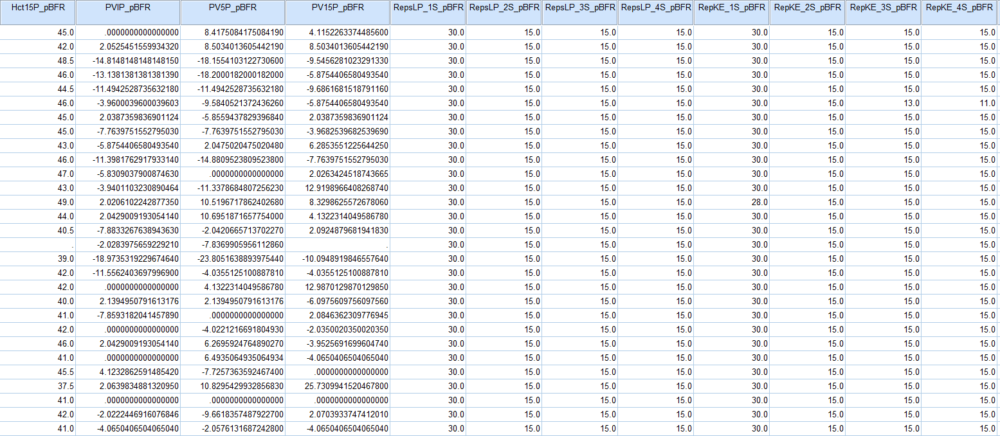 Hct15P_pBFR PVIP_pBFR PV5P_pBFR PV15P_pBFR RepsLP_1S_pBFR RepsLP_2S_pBFR RepsLP_3S_pBFR RepsLP_4S_pBFR RepKE_1S_pBFR RepKE_2S_pBFR RepKE_3S_pBFR RepKE_4S_pBFR
45.0 .0000000000000000 8.4175084175084190 4.1152263374485600 30.0 15.0 15.0 15.0 30.0 15.0 15.0 15.0
42.0 2.0525451559934320 8.5034013605442190 8.5034013605442190 30.0 15.0 15.0 15.0 30.0 15.0 15.0 15.0
48.5 -14.8148148148148150 -18.1554103122730600 -9.5456281023291330 30.0 15.0 15.0 15.0 30.0 15.0 15.0 15.0
46.0 -13.1381381381381390 -18.2000182000182000 -5.8754406580493540 30.0 15.0 15.0 15.0 30.0 15.0 15.0 15.0
44.5 -11.4942528735632180 -11.4942528735632180 -9.6861681518791160 30.0 15.0 15.0 15.0 30.0 15.0 15.0 15.0
46.0 -3.9600039600039603 -9.5840521372436260 -5.8754406580493540 30.0 15.0 15.0 15.0 30.0 15.0 13.0 11.0
45.0 2.0387359836901124 -5.8559437829396840 2.0387359836901124 30.0 15.0 15.0 15.0 30.0 15.0 15.0 15.0
45.0 -7.7639751552795030 -7.7639751552795030 -3.9682539682539690 30.0 15.0 15.0 15.0 30.0 15.0 15.0 15.0
43.0 -5.8754406580493540 2.0475020475020480 6.2853551225644250 30.0 15.0 15.0 15.0 30.0 15.0 15.0 15.0
46.0 -11.3981762917933140 -14.8809523809523800 -7.7639751552795030 30.0 15.0 15.0 15.0 30.0 15.0 15.0 15.0
47.0 -5.8309037900874630 .0000000000000000 2.0263424518743665 30.0 15.0 15.0 15.0 30.0 15.0 15.0 15.0
43.0 -3.9401103230890464 -11.3378684807256230 12.9198966408268740 30.0 15.0 15.0 15.0 30.0 15.0 15.0 15.0
49.0 2.0206102242877350 10.5196717862402680 8.3298625572678060 30.0 15.0 15.0 15.0 28.0 15.0 15.0 15.0
44.0 2.0429009193054140 10.6951871657754000 4.1322314049586780 30.0 15.0 15.0 15.0 30.0 15.0 15.0 15.0
40.5 -7.8833267638943630 -2.0420665713702270 2.0924879681941830 30.0 15.0 15.0 15.0 30.0 15.0 15.0 15.0
. -2.0283975659229210 -7.8369905956112860 . 30.0 15.0 15.0 15.0 30.0 15.0 15.0 15.0
39.0 -18.9735319229674640 -23.8051638893975440 -10.0948919846557640 30.0 15.0 15.0 15.0 30.0 15.0 15.0 15.0
42.0 -11.5562403697996900 -4.0355125100887810 -4.0355125100887810 30.0 15.0 15.0 15.0 30.0 15.0 15.0 15.0
42.0 .0000000000000000 4.1322314049586780 12.9870129870129850 30.0 15.0 15.0 15.0 30.0 15.0 15.0 15.0
40.0 2.1394950791613176 2.1394950791613176 -6.0975609756097560 30.0 15.0 15.0 15.0 30.0 15.0 15.0 15.0
41.0 -7.8593182041457890 .0000000000000000 2.0846362309776945 30.0 15.0 15.0 15.0 30.0 15.0 15.0 15.0
42.0 .0000000000000000 -4.0221216691804930 -2.0350020350020350 30.0 15.0 15.0 15.0 30.0 15.0 15.0 15.0
46.0 2.0429009193054140 6.2695924764890270 -3.9525691699604740 30.0 15.0 15.0 15.0 30.0 15.0 15.0 15.0
41.0 .0000000000000000 6.4935064935064934 -4.0650406504065040 30.0 15.0 15.0 15.0 30.0 15.0 15.0 15.0
45.5 4.1232862591485420 -7.7257363592467400 .0000000000000000 30.0 15.0 15.0 15.0 30.0 15.0 15.0 15.0
37.5 2.0639834881320950 10.8295429932856830 25.7309941520467800 30.0 15.0 15.0 15.0 30.0 15.0 15.0 15.0
41.0 .0000000000000000 .0000000000000000 .0000000000000000 30.0 15.0 15.0 15.0 30.0 15.0 15.0 15.0
42.0 -2.0222446916076846 -9.6618357487922700 2.0703933747412010 30.0 15.0 15.0 15.0 30.0 15.0 15.0 15.0
41.0 -4.0650406504065040 -2.0576131687242800 -4.0650406504065040 30.0 15.0 15.0 15.0 30.0 15.0 15.0 15.0